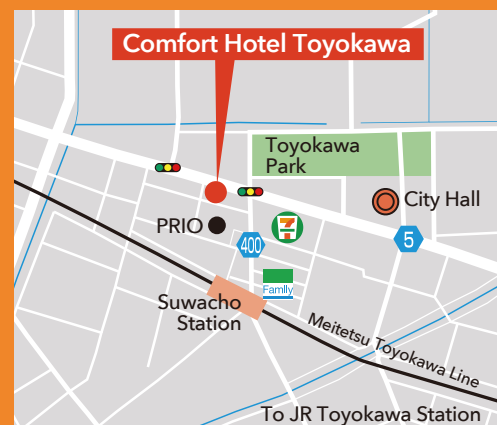 Comfort Hotel Toyokawa
Toyokawa
Park
City Hall
PRIO
7
400
5
Family
Suwacho
Station
Meitetsu Toyokawa Line
To JR Toyokawa Station